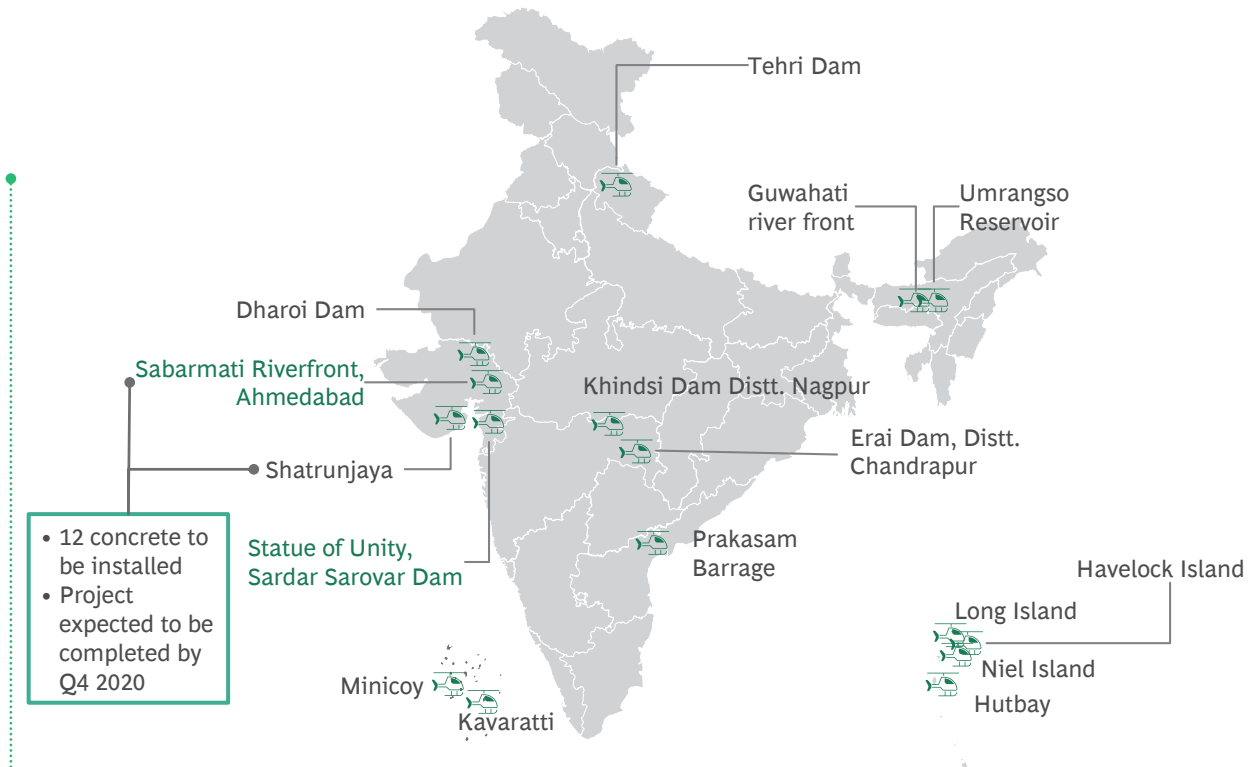 Tehri Dam
Guwahati
river front
Umrangso
Reservoir
Dharoi Dam
Sabarmati Riverfront,
Ahmedabad
Khindsi Dam Distt. Nagpur
Erai Dam, Distt.
Chandrapur
Shatrunjaya
• 12 concrete to
be installed
• Project
expected to be
completed by
Q4 2020
Statue of Unity,
Sardar Sarovar Dam
Prakasam
Barrage
Havelock Island
Long Island
Niel Island
Hutbay
Minicoy
Kavaratti